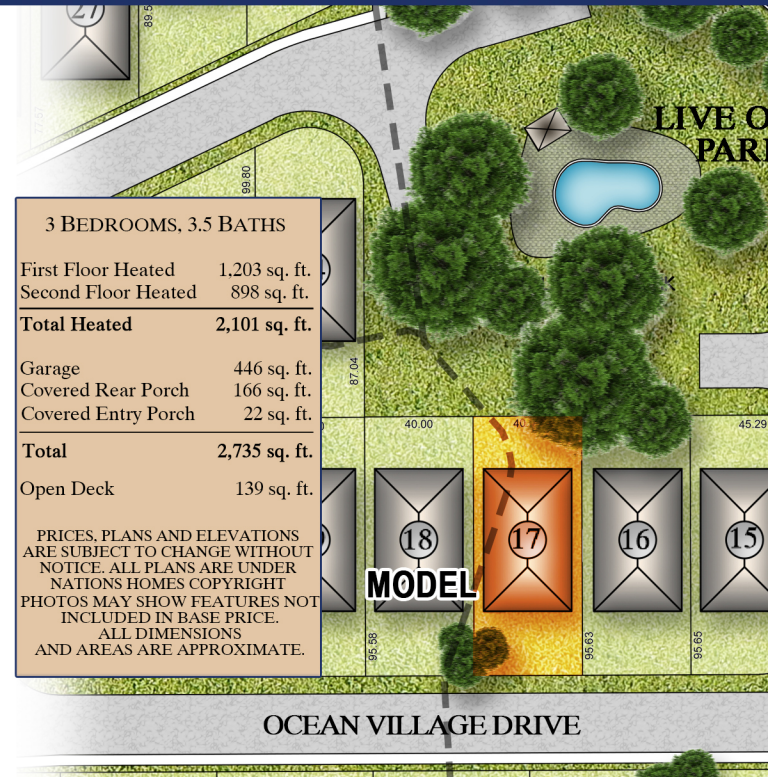 27
89.5
LIVE O
PAR
99.80
3 BEDROOMS, 3.5 BATHS
First Floor Heated 1,203 sq. ft.
Second Floor Heated 898 sq. ft.
Total Heated 2,101 sq. ft.
Garage 446 sq. ft.
Covered Rear Porch 166 sq. ft.
Covered Entry Porch 22 sq. ft.
Total 2,735 sq. ft.
Open Deck 139 sq. ft.
PRICES, PLANS AND ELEVATIONS
ARE SUBJECT TO CHANGE WITHOUT
NOTICE. ALL PLANS ARE UNDER
NATIONS HOMES COPYRIGHT
PHOTOS MAY SHOW FEATURES NOT
INCLUDED IN BASE PRICE.
ALL DIMENSIONS
AND AREAS ARE APPROXIMATE.
87.04
40.00
40
45.29
18
17
16
15
MODEL
95.58
95.63
95.65
OCEAN VILLAGE DRIVE